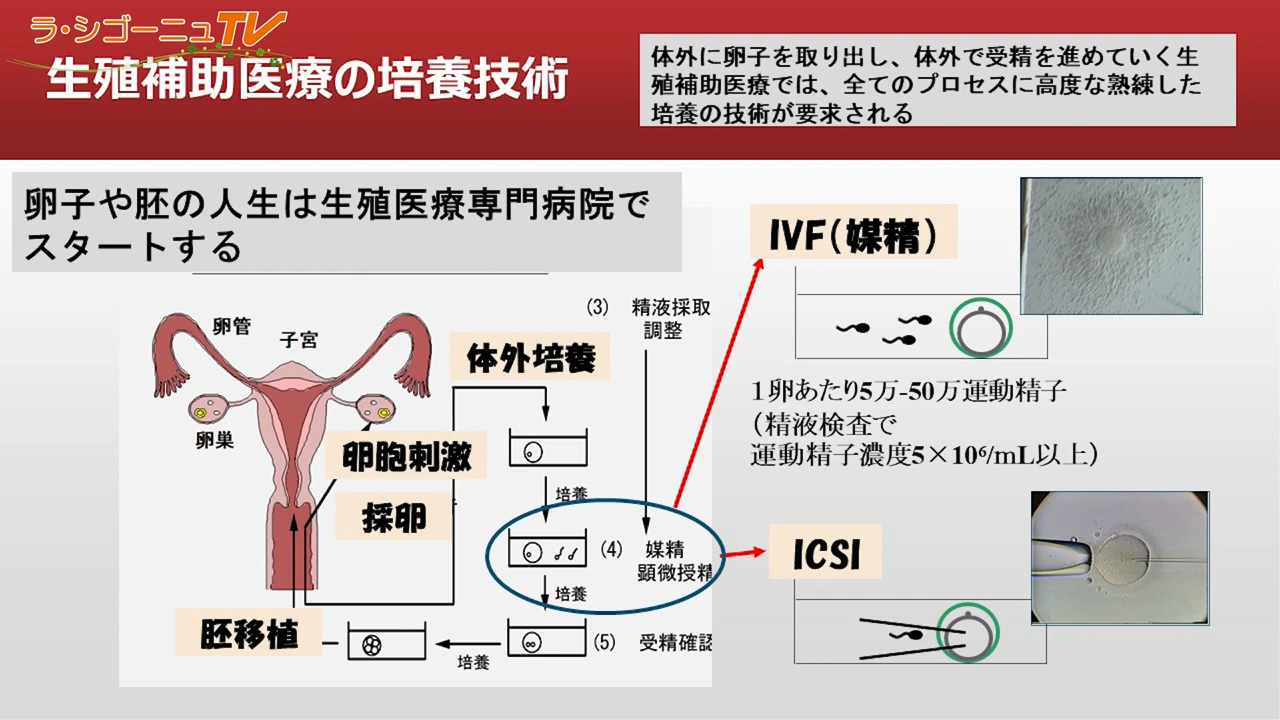 ラ・シゴーニュTV
生殖補助医療の培養技術
体外に卵子を取り出し、体外で受精を進めていく生
殖補助医療では、全てのプロセスに高度な熟練した
培養の技術が要求される
卵子や胚の人生は生殖医療専門病院で
スタートする
卵管
子宮
卵巣
(3) 精液採取
調整
体外培養
卵胞刺激
採卵
培養
(4) 媒精
顕微授精
培養
(5) 受精確認
培養
胚移植
IVF(媒精)
1卵あたり5万-50万運動精子
(精液検査で
運動精子濃度5×10⁶/mL以上)
ICSI